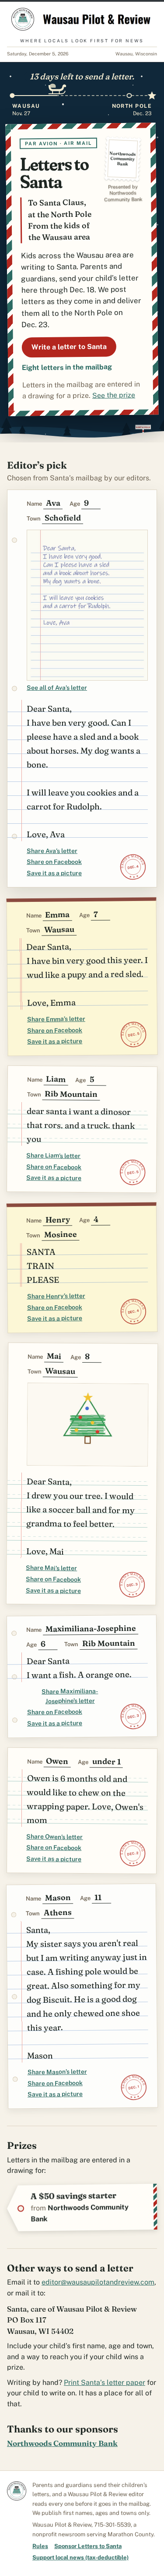 Wausau Pilot & Review
WHERE LOCALS LOOK FIRST FOR NEWS
Saturday, December 5, 2026
Wausau, Wisconsin
13 days left to send a letter.
WAUSAU
Nov. 27
NORTH POLE
Dec. 23
PAR AVION · AIR MAIL
Letters to
Santa
Northwoods
Community
Bank
Presented by
Northwoods
Community Bank
To Santa Claus,
at the North Pole
From the kids of
the Wausau area
Kids across the Wausau area are
writing to Santa. Parents and
guardians, send your child's letter
here through Dec. 18. We post
letters as they come in and deliver
them all to the North Pole on
Dec. 23.
Write a letter to Santa
Eight letters in the mailbag
Letters in the mailbag are entered in
a drawing for a prize. See the prize
Editor's pick
Chosen from Santa's mailbag by our editors.
Name Ava Age 9
Town Schofield
Dear Santa,
I have ben very good.
Can I pleese have a sled
and a book about horses.
My dog wants a bone.
I will leave you cookies
and a carrot for Rudolph.
Love, Ava
See all of Ava's letter
Dear Santa,
I have ben very good. Can I
pleese have a sled and a book
about horses. My dog wants a
bone.
I will leave you cookies and a
carrot for Rudolph.
Love, Ava
Share Ava's letter
Share on Facebook
Save it as a picture
Name Emma Age 7
Town Wausau
Dear Santa,
I have bin very good this year. I
wud like a pupy and a red sled.
Love, Emma
Share Emma's letter
Share on Facebook
Save it as a picture
Name Liam Age 5
Town Rib Mountain
dear santa i want a dinosor
that rors. and a truck. thank
you
Share Liam's letter
Share on Facebook
Save it as a picture
Name Henry Age 4
Town Mosinee
SANTA
TRAIN
PLEASE
Share Henry's letter
Share on Facebook
Save it as a picture
Name Mai Age 8
Town Wausau
Dear Santa,
I drew you our tree. I would
like a soccer ball and for my
grandma to feel better.
Love, Mai
Share Mai's letter
Share on Facebook
Save it as a picture
Name Maximiliana-Josephine
Age 6 Town Rib Mountain
Dear Santa
I want a fish. A orange one.
Share Maximiliana-
Josephine's letter
Share on Facebook
Save it as a picture
Name Owen Age under 1
Owen is 6 months old and
would like to chew on the
wrapping paper. Love, Owen's
mom
Share Owen's letter
Share on Facebook
Save it as a picture
Name Mason Age 11
Town Athens
Santa,
My sister says you aren't real
but I am writing anyway just in
case. A fishing pole would be
great. Also something for my
dog Biscuit. He is a good dog
and he only chewed one shoe
this year.
Mason
Share Mason's letter
Share on Facebook
Save it as a picture
Prizes
Letters in the mailbag are entered in a
drawing for:
A $50 savings starter
from Northwoods Community
Bank
Other ways to send a letter
Email it to editor@wausaupilotandreview.com,
or mail it to:
Santa, care of Wausau Pilot & Review
PO Box 117
Wausau, WI 54402
Include your child's first name, age and town,
and a way to reach you if your child wins a
prize.
Writing by hand? Print Santa's letter paper for
your child to write on. It has a place for all of
that.
Thanks to our sponsors
Northwoods Community Bank
Parents and guardians send their children's
letters, and a Wausau Pilot & Review editor
reads every one before it goes in the mailbag.
We publish first names, ages and towns only.
Wausau Pilot & Review, 715-301-5539, a
nonprofit newsroom serving Marathon County.
Rules Sponsor Letters to Santa
Support local news (tax-deductible)